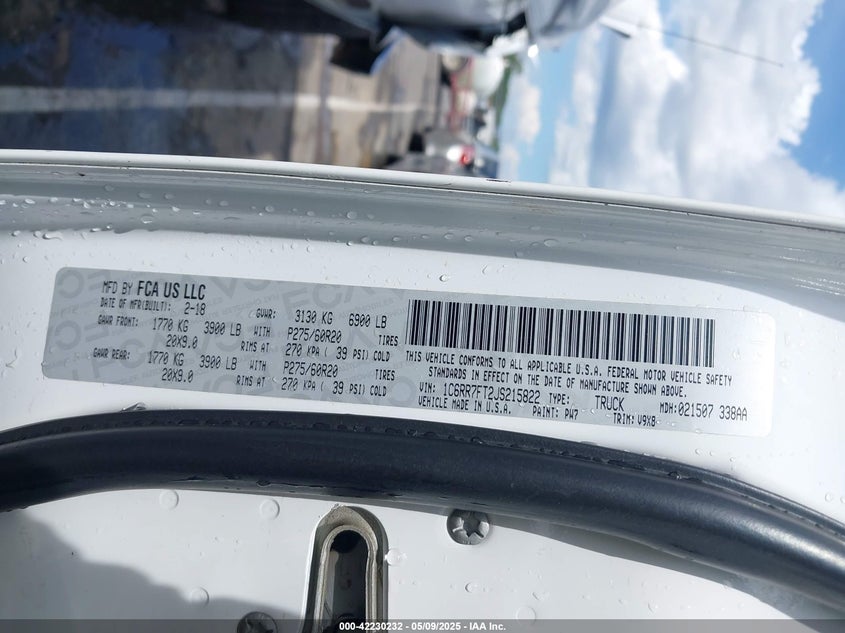 MFD BY FCA US LLC
DATE OF MFR(BUILT): 2-18 GVWR: 3130 KG 6900 LB
GAWR FRONT: 1770 KG 3900 LB WITH P275/60R20 TIRES
20X9.0 RIMS AT 270 KPA ( 39 PSI) COLD
GAWR REAR: 1770 KG 3900 LB WITH P275/60R20 TIRES
20X9.0 RIMS AT 270 KPA ( 39 PSI) COLD
THIS VEHICLE CONFORMS TO ALL APPLICABLE U.S.A. FEDERAL MOTOR VEHICLE SAFETY
STANDARDS IN EFFECT ON THE DATE OF MANUFACTURE SHOWN ABOVE.
VIN: 1C6RR7FT2JS215822 TYPE: TRUCK MDH: 021507 338AA
VEHICLE MADE IN U.S.A. PAINT: PW7 TRIM: V9X8
000-42230232 - 05/09/2025 - IAA Inc.